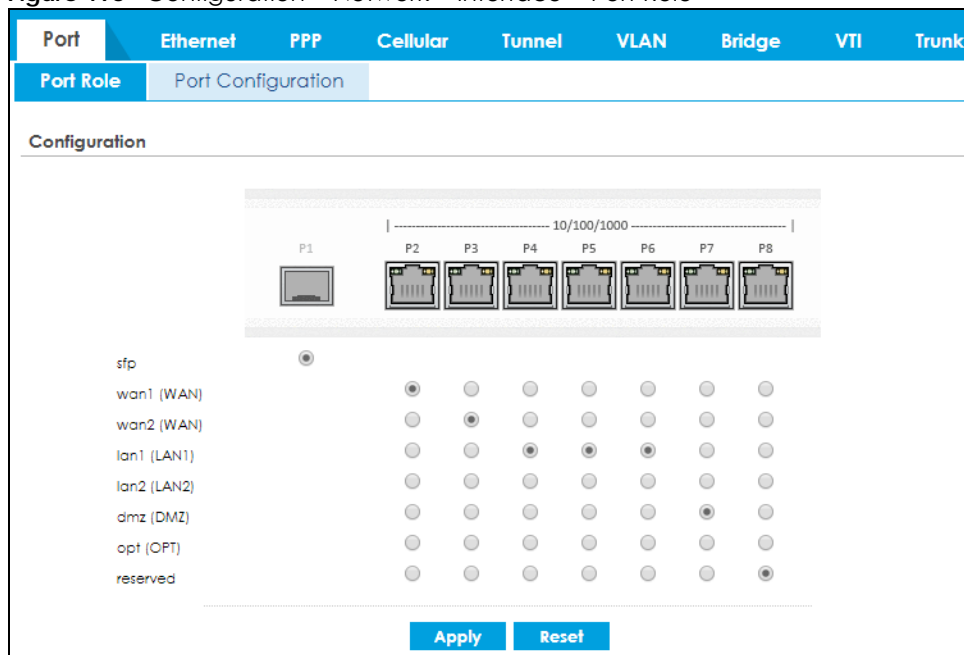 Port Ethernet PPP Cellular Tunnel VLAN Bridge VTI Trunk
Port Role Port Configuration
Configuration
10/100/1000
P1 P2 P3 P4 P5 P6 P7 P8
sfp
wan1 (WAN)
wan2 (WAN)
lan1 (LAN1)
lan2 (LAN2)
dmz (DMZ)
opt (OPT)
reserved
Apply Reset